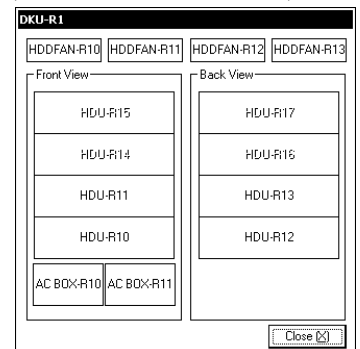 DKU-R1
HDDFAN-R10 HDDFAN-R11 HDDFAN-R12 HDDFAN-R13
Front View Back View
HDU-R15 HDU-R17
HDU-R14 HDU-R16
HDU-R11 HDU-R13
HDU-R10 HDU-R12
AC BOX-R10 AC BOX-R11
Close (X)